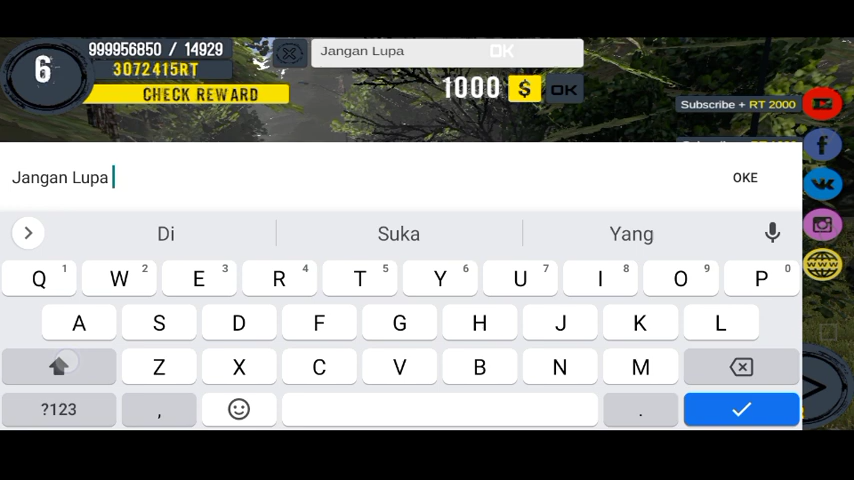 6
999956850 / 14929
3072415RT
CHECK REWARD
Jangan Lupa OK
1000 $ OK
Subscribe + RT 2000
Jangan Lupa OKE
Di Suka Yang
Q 1 W 2 E 3 R 4 T 5 Y 6 U 7 I 8 O 9 P 0
A S D F G H J K L
Z X C V B N M
?123 , .
www